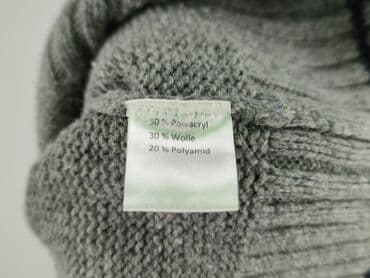 50 % Polyacryl
30 % Wolle
20 % Polyamid